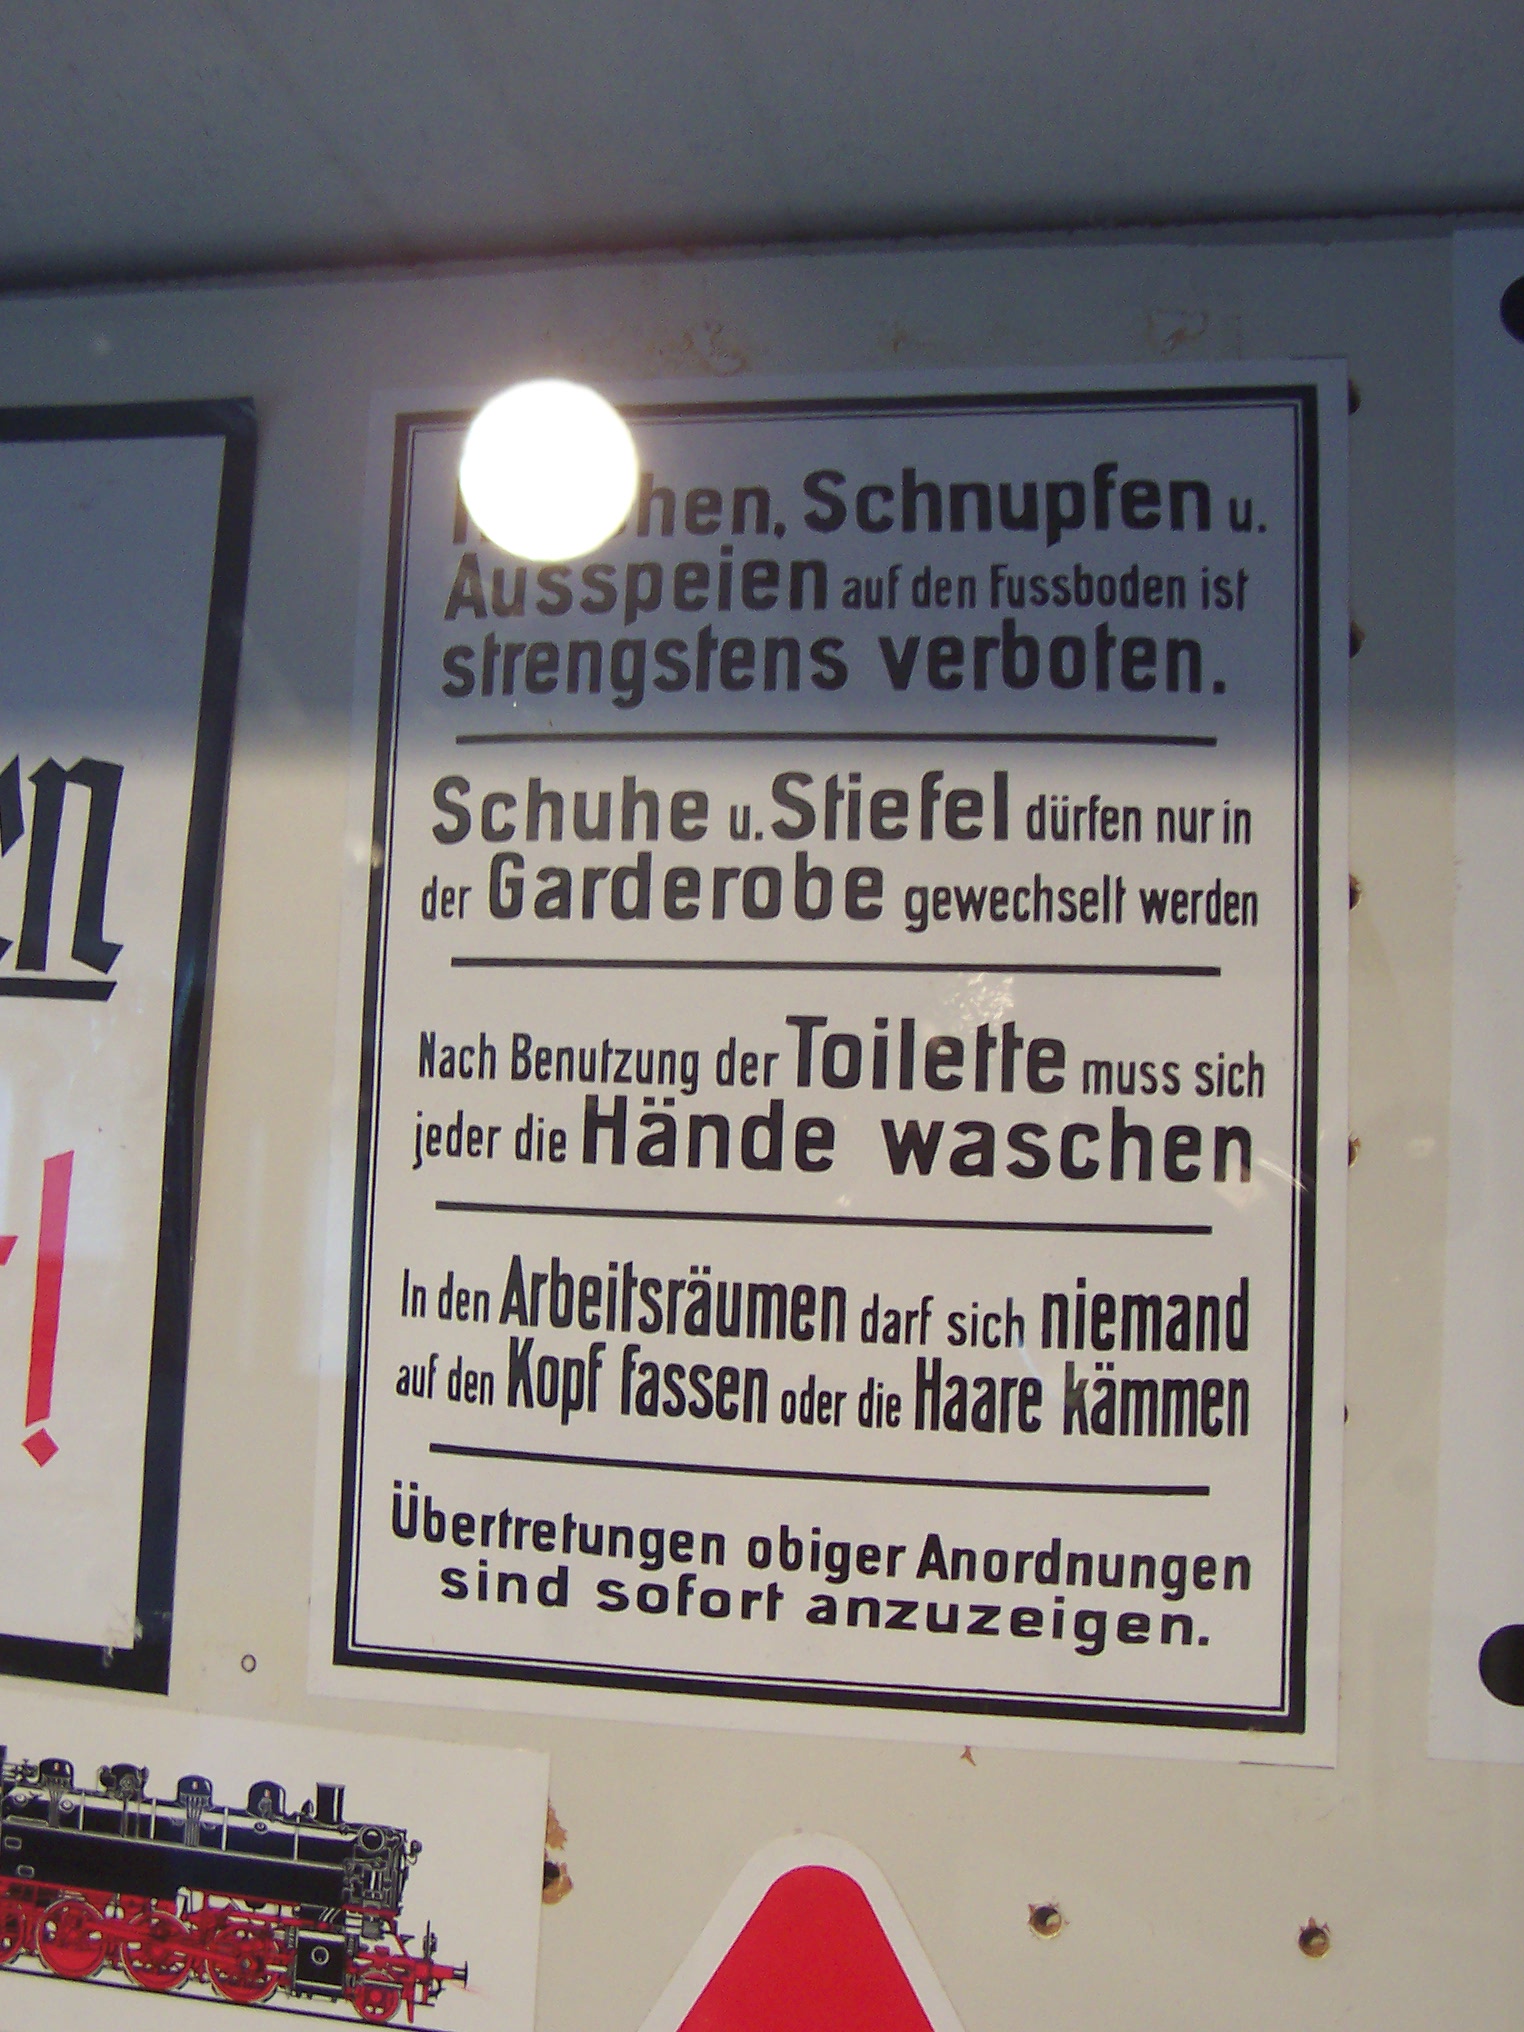 Schnupfen u.
Ausspeien auf den Fussboden ist
strengstens verboten.
Schuhe u. Stiefel dürfen nur in
der Garderobe gewechselt werden
Nach Benutzung der Toilette muss sich
jeder die Hände waschen
In den Arbeitsräumen darf sich niemand
auf den Kopf fassen oder die Haare kämmen
Übertretungen obiger Anordnungen
sind sofort anzuzeigen.